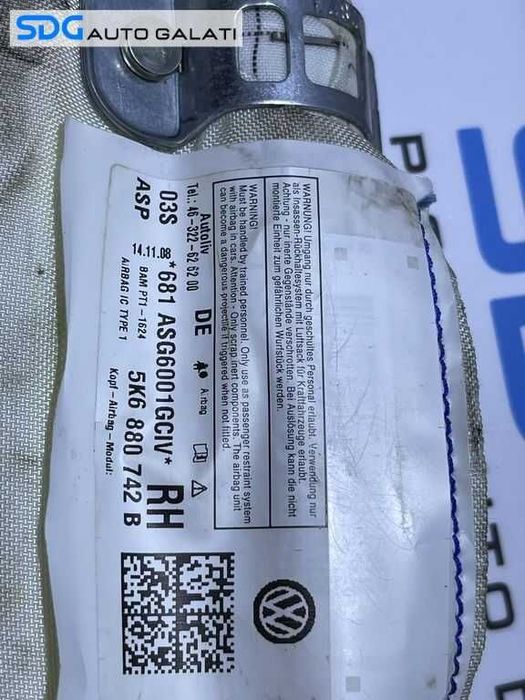 SDG AUTO GALATI
WARNUNG! Umgang nur durch geschultes Personal erlaubt. Verwendung nur
als Insassen-Rückhaltesystem mit Luftsack für Kraftfahrzeuge erlaubt.
Achtung - nur inerte Gegenstände verschrotten. Bei Auslösung kann die nicht
montierte Einheit zum gefährlichen Wurfstück werden.
WARNING!
Must be handled by trained personnel. Only use as passenger restraint system
with airbag in cars. Attention - Only scrap inert components. The airbag unit
can become a dangerous projectile if triggered when not fitted.
Autoliv
Tel.: 46-322-62 62 00
DE
Airbag
03S
ASP
*681 ASG6001GCIV*
RH
14.11.08
BAM PT1-1624
AIRBAG/C TYPE 1
5K6 880 742 B
Kopf-Airbag-Modul: